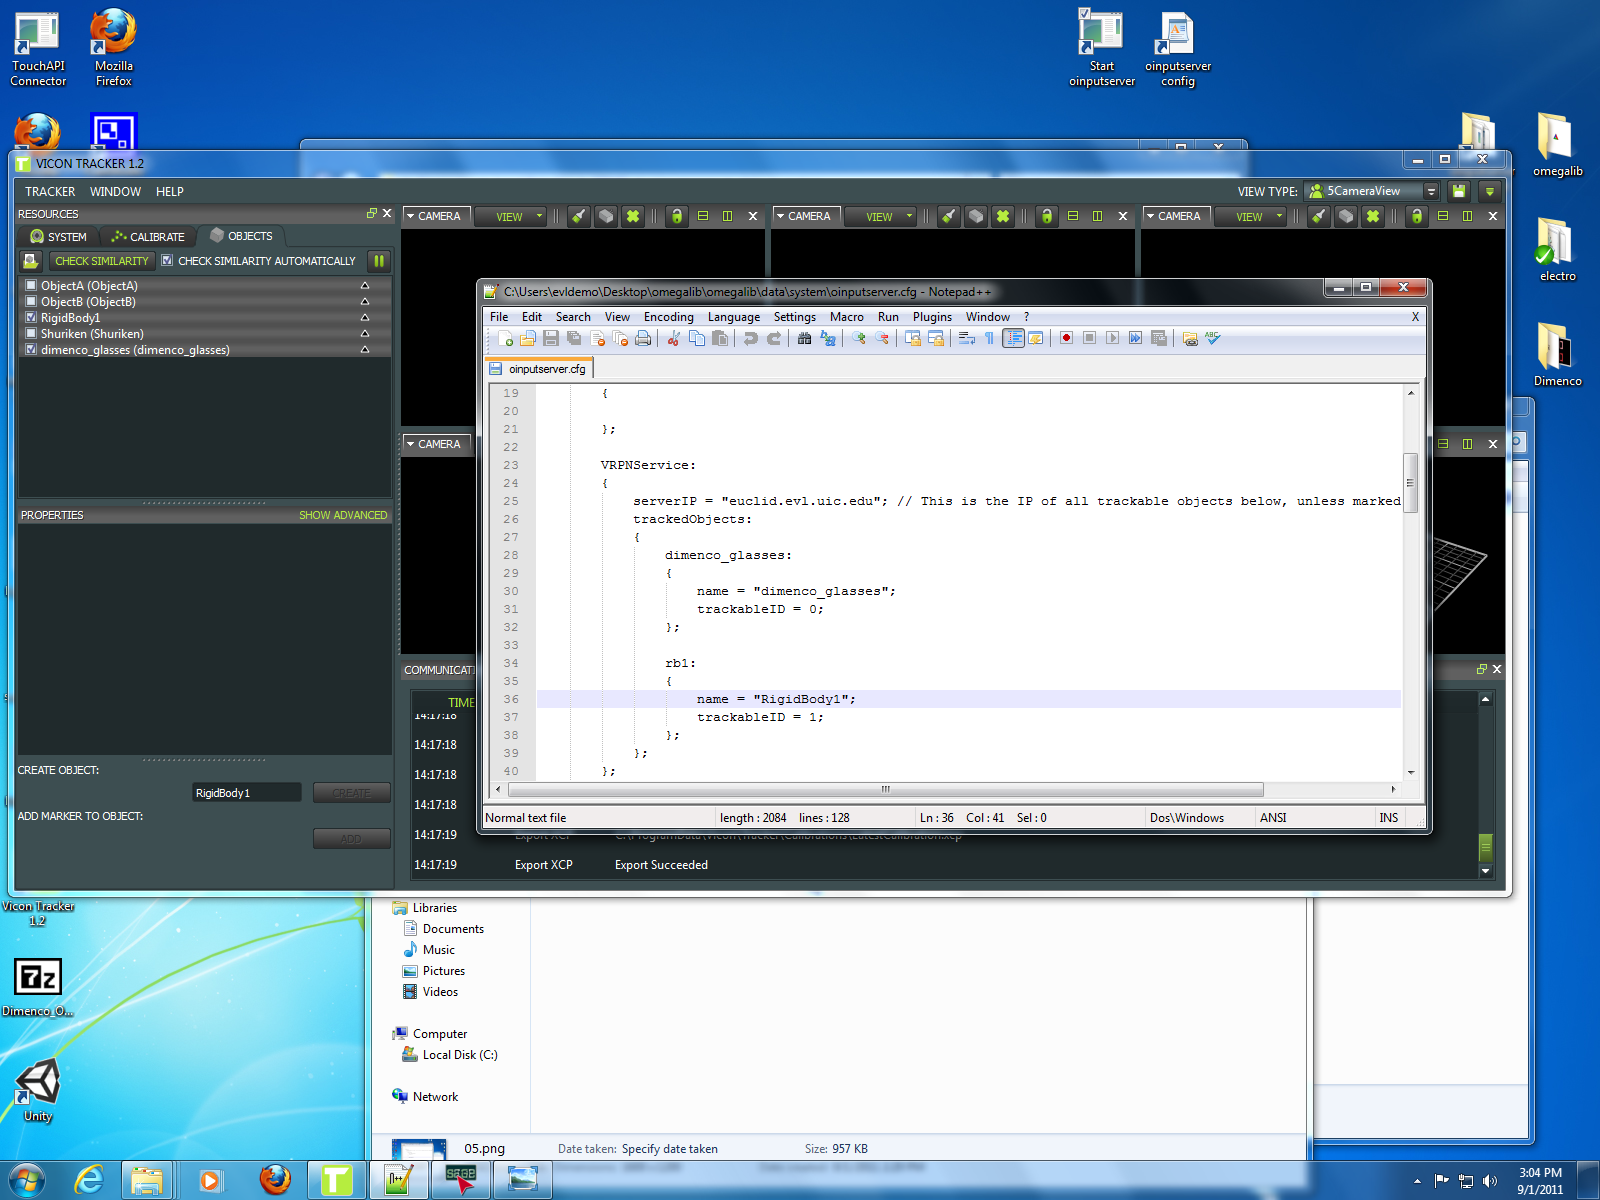 TouchAPI
Connector
Mozilla
Firefox
Start
oinputserver
oinputserver
config
omegalib
electro
Dimenco
VICON TRACKER 1.2
TRACKER WINDOW HELP
VIEW TYPE: 5CameraView
RESOURCES
SYSTEM CALIBRATE OBJECTS
CHECK SIMILARITY CHECK SIMILARITY AUTOMATICALLY
ObjectA (ObjectA)
ObjectB (ObjectB)
RigidBody1
Shuriken (Shuriken)
dimenco_glasses (dimenco_glasses)
PROPERTIES SHOW ADVANCED
CREATE OBJECT:
RigidBody1 CREATE
ADD MARKER TO OBJECT:
ADD
CAMERA VIEW
CAMERA VIEW
CAMERA VIEW
CAMERA
C:\Users\evldemo\Desktop\omegalib\omegalib\data\system\oinputserver.cfg - Notepad++
File Edit Search View Encoding Language Settings Macro Run Plugins Window ? X
oinputserver.cfg
19 {
20
21 };
22
23 VRPNService:
24 {
25 serverIP = "euclid.evl.uic.edu"; // This is the IP of all trackable objects below, unless marked
26 trackedObjects:
27 {
28 dimenco_glasses:
29 {
30 name = "dimenco_glasses";
31 trackableID = 0;
32 };
33
34 rb1:
35 {
36 name = "RigidBody1";
37 trackableID = 1;
38 };
39 };
40 };
Normal text file length : 2084 lines : 128 Ln : 36 Col : 41 Sel : 0 Dos\Windows ANSI INS
COMMUNICAT
TIME
14:17:18
14:17:18
14:17:18
14:17:18
14:17:19 Export XCP C:\ProgramData\Vicon\Tracker\Calibrations\LatestCalibration.xcp
14:17:19 Export XCP Export Succeeded
Vicon Tracker
1.2
Dimenco_O...
Unity
Libraries
Documents
Music
Pictures
Videos
Computer
Local Disk (C:)
Network
05.png Date taken: Specify date taken Size: 957 KB
3:04 PM
9/1/2011